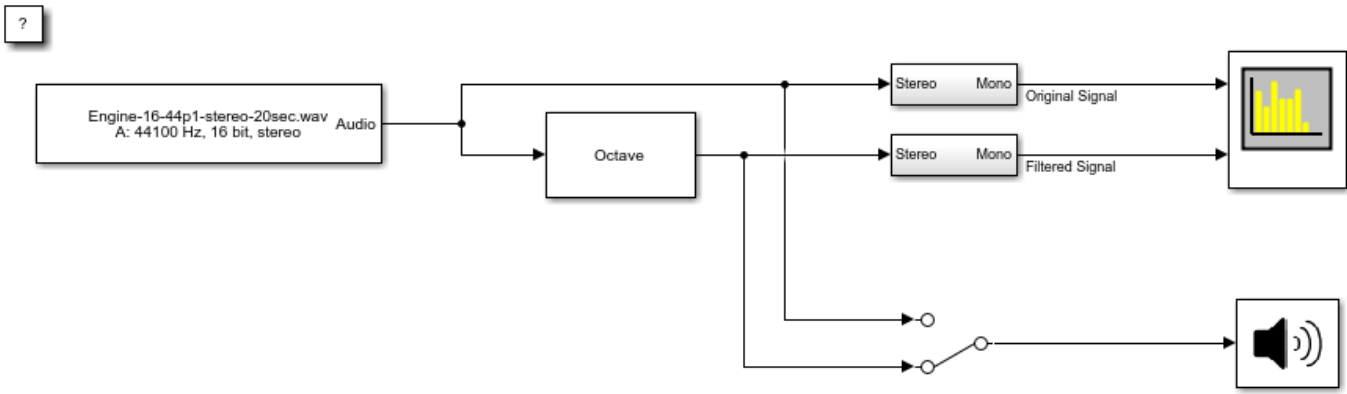 ?
Engine-16-44p1-stereo-20sec.wav
A: 44100 Hz, 16 bit, stereo
Audio
Octave
Stereo Mono
Original Signal
Stereo Mono
Filtered Signal